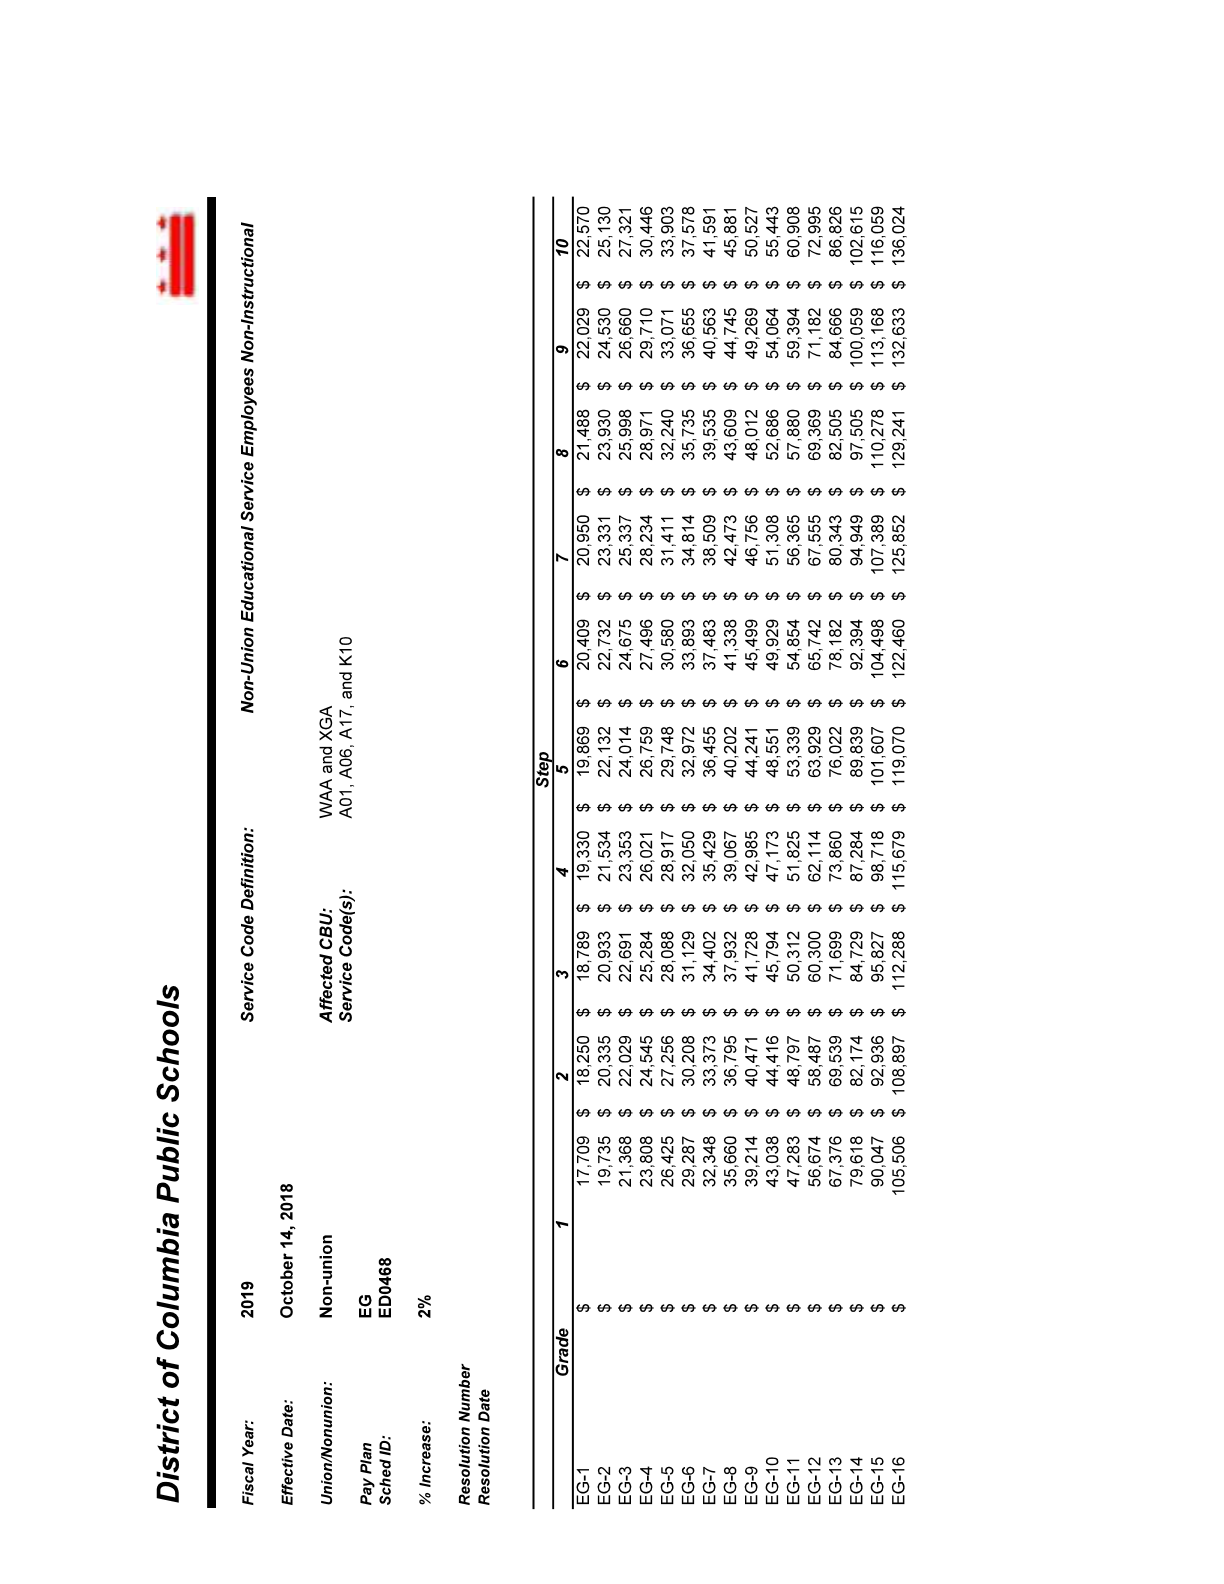 District of Columbia Public Schools
Fiscal Year: 2019 Service Code Definition: Non-Union Educational Service Employees Non-Instructional
Effective Date: October 14, 2018
Union/Nonunion: Non-union Affected CBU: WAA and XGA
Service Code(s): A01, A06, A17, and K10
Pay Plan EG
Sched ID: ED0468
% Increase: 2%
Resolution Number
Resolution Date
Step
Grade 1 2 3 4 5 6 7 8 9 10
EG-1 $ 17,709 $ 18,250 $ 18,789 $ 19,330 $ 19,869 $ 20,409 $ 20,950 $ 21,488 $ 22,029 $ 22,570
EG-2 $ 19,735 $ 20,335 $ 20,933 $ 21,534 $ 22,132 $ 22,732 $ 23,331 $ 23,930 $ 24,530 $ 25,130
EG-3 $ 21,368 $ 22,029 $ 22,691 $ 23,353 $ 24,014 $ 24,675 $ 25,337 $ 25,998 $ 26,660 $ 27,321
EG-4 $ 23,808 $ 24,545 $ 25,284 $ 26,021 $ 26,759 $ 27,496 $ 28,234 $ 28,971 $ 29,710 $ 30,446
EG-5 $ 26,425 $ 27,256 $ 28,088 $ 28,917 $ 29,748 $ 30,580 $ 31,411 $ 32,240 $ 33,071 $ 33,903
EG-6 $ 29,287 $ 30,208 $ 31,129 $ 32,050 $ 32,972 $ 33,893 $ 34,814 $ 35,735 $ 36,655 $ 37,578
EG-7 $ 32,348 $ 33,373 $ 34,402 $ 35,429 $ 36,455 $ 37,483 $ 38,509 $ 39,535 $ 40,563 $ 41,591
EG-8 $ 35,660 $ 36,795 $ 37,932 $ 39,067 $ 40,202 $ 41,338 $ 42,473 $ 43,609 $ 44,745 $ 45,881
EG-9 $ 39,214 $ 40,471 $ 41,728 $ 42,985 $ 44,241 $ 45,499 $ 46,756 $ 48,012 $ 49,269 $ 50,527
EG-10 $ 43,038 $ 44,416 $ 45,794 $ 47,173 $ 48,551 $ 49,929 $ 51,308 $ 52,686 $ 54,064 $ 55,443
EG-11 $ 47,283 $ 48,797 $ 50,312 $ 51,825 $ 53,339 $ 54,854 $ 56,365 $ 57,880 $ 59,394 $ 60,908
EG-12 $ 56,674 $ 58,487 $ 60,300 $ 62,114 $ 63,929 $ 65,742 $ 67,555 $ 69,369 $ 71,182 $ 72,995
EG-13 $ 67,376 $ 69,539 $ 71,699 $ 73,860 $ 76,022 $ 78,182 $ 80,343 $ 82,505 $ 84,666 $ 86,826
EG-14 $ 79,618 $ 82,174 $ 84,729 $ 87,284 $ 89,839 $ 92,394 $ 94,949 $ 97,505 $ 100,059 $ 102,615
EG-15 $ 90,047 $ 92,936 $ 95,827 $ 98,718 $ 101,607 $ 104,498 $ 107,389 $ 110,278 $ 113,168 $ 116,059
EG-16 $ 105,506 $ 108,897 $ 112,288 $ 115,679 $ 119,070 $ 122,460 $ 125,852 $ 129,241 $ 132,633 $ 136,024